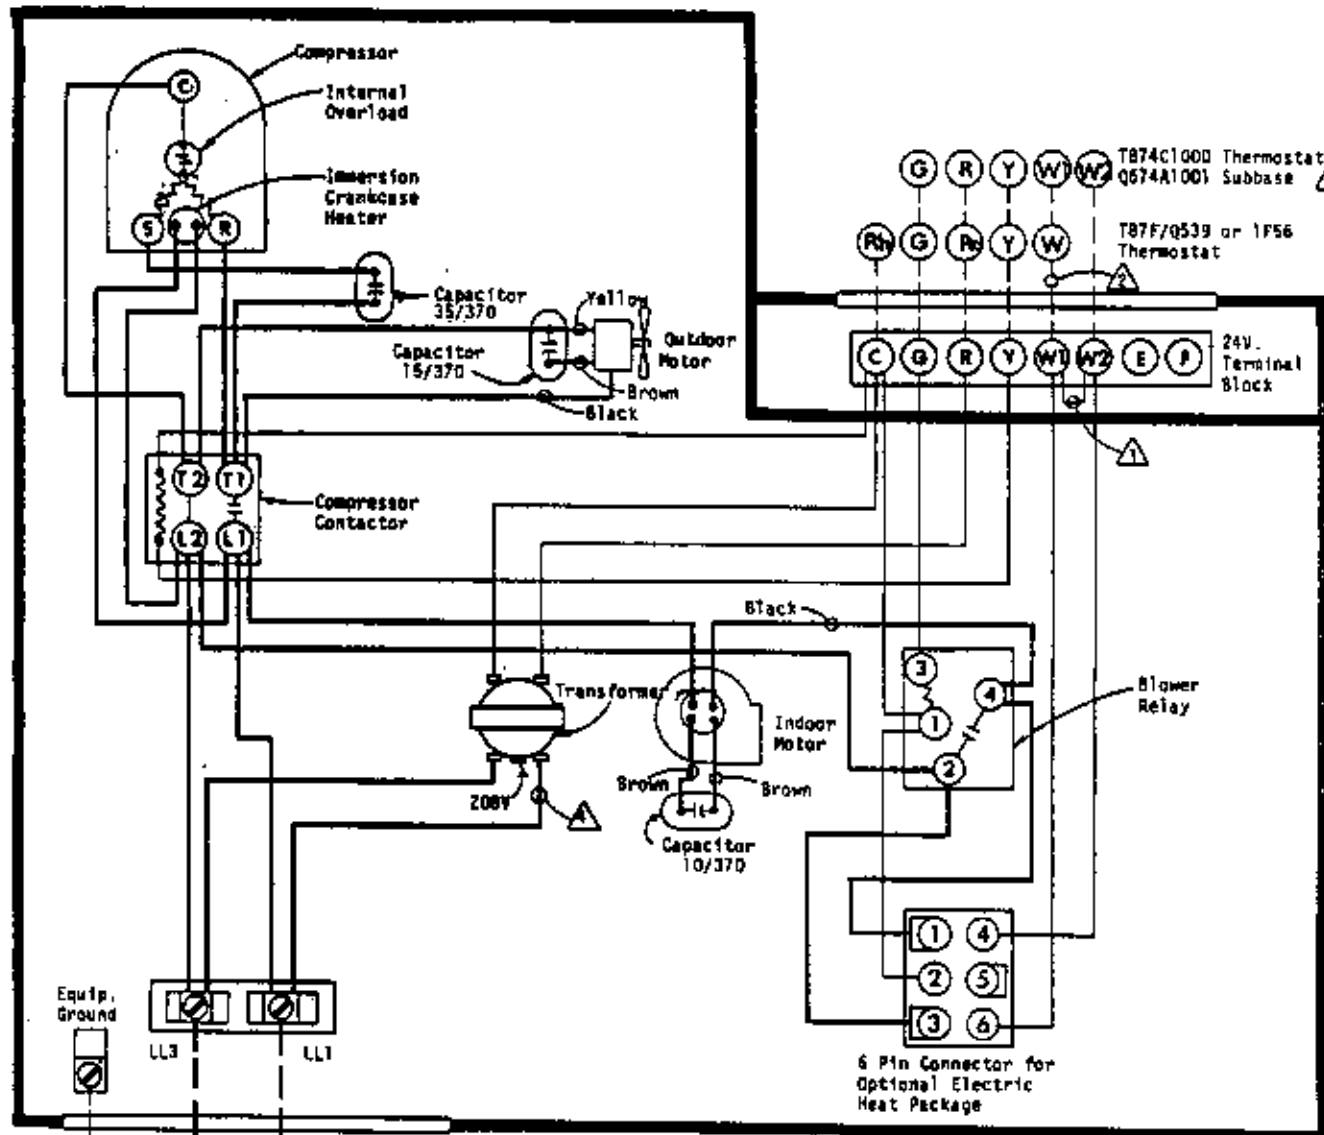 Compressor
C
Internal
Overload
Immersion
Crankcase
Heater
S
R
Capacitor
35/370
Yellow
Capacitor
15/370
Outdoor
Motor
Brown
Black
T2
T1
L2
L1
Compressor
Contactor
G R Y W1 W2
T874C1000 Thermostat
Q674A1001 Subbase
Rh G Rc Y W
T87F/Q539 or 1F56
Thermostat
2
C G R Y W1 W2 E F
24V.
Terminal
Block
1
Black
3
4
1
2
Blower
Relay
Transformer
Indoor
Motor
208V
4
Brown
Brown
Capacitor
10/370
1 4
2 5
3 6
6 Pin Connector for
Optional Electric
Heat Package
Equip.
Ground
LL3
LL1